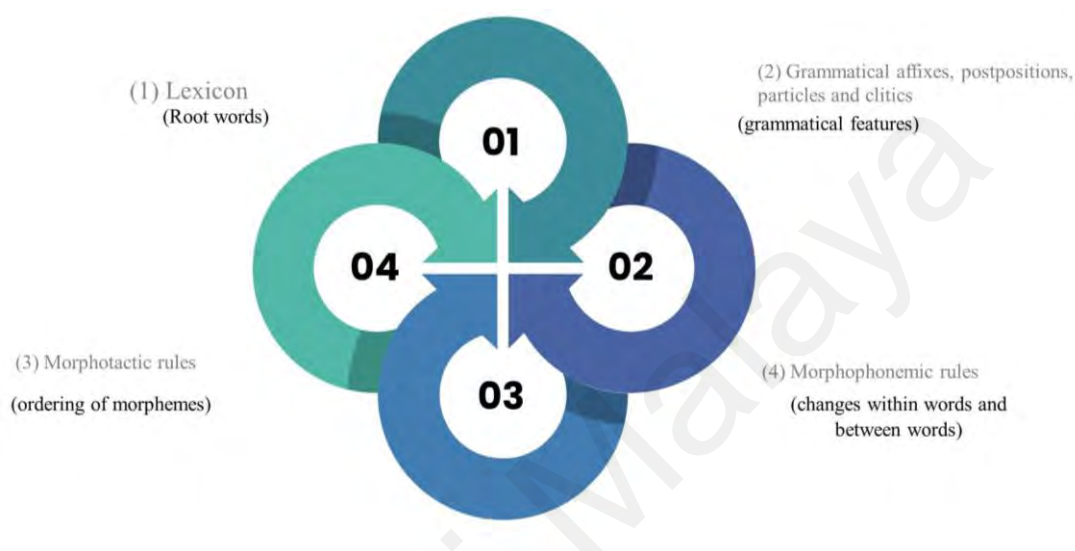 (1) Lexicon
(Root words)
(2) Grammatical affixes, postpositions,
particles and clitics
(grammatical features)
01
04
02
03
(3) Morphotactic rules
(ordering of morphemes)
(4) Morphophonemic rules
(changes within words and
between words)
Malaya